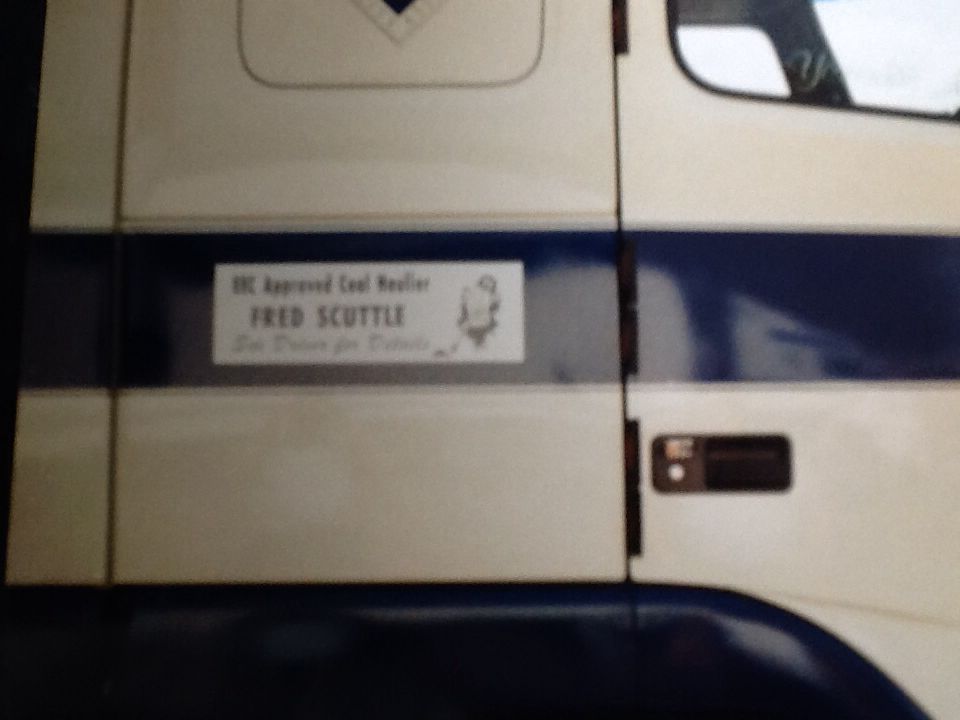 Approved Coal Haulier
FRED SCUTTLE
See Driver for Details